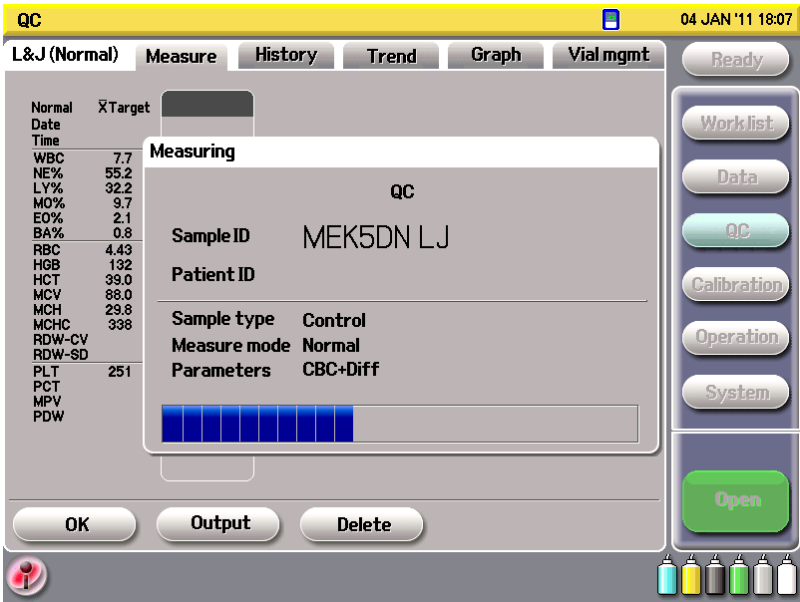 QC 04 JAN '11 18:07
L&J (Normal) Measure History Trend Graph Vial mgmt
Ready
Normal X̄Target
Date
Time
WBC 7.7
NE% 55.2
LY% 32.2
MO% 9.7
EO% 2.1
BA% 0.8
RBC 4.43
HGB 132
HCT 39.0
MCV 88.0
MCH 29.8
MCHC 338
RDW-CV
RDW-SD
PLT 251
PCT
MPV
PDW
Measuring
QC
Sample ID MEK5DN LJ
Patient ID
Sample type Control
Measure mode Normal
Parameters CBC+Diff
OK Output Delete
Work list
Data
QC
Calibration
Operation
System
Open